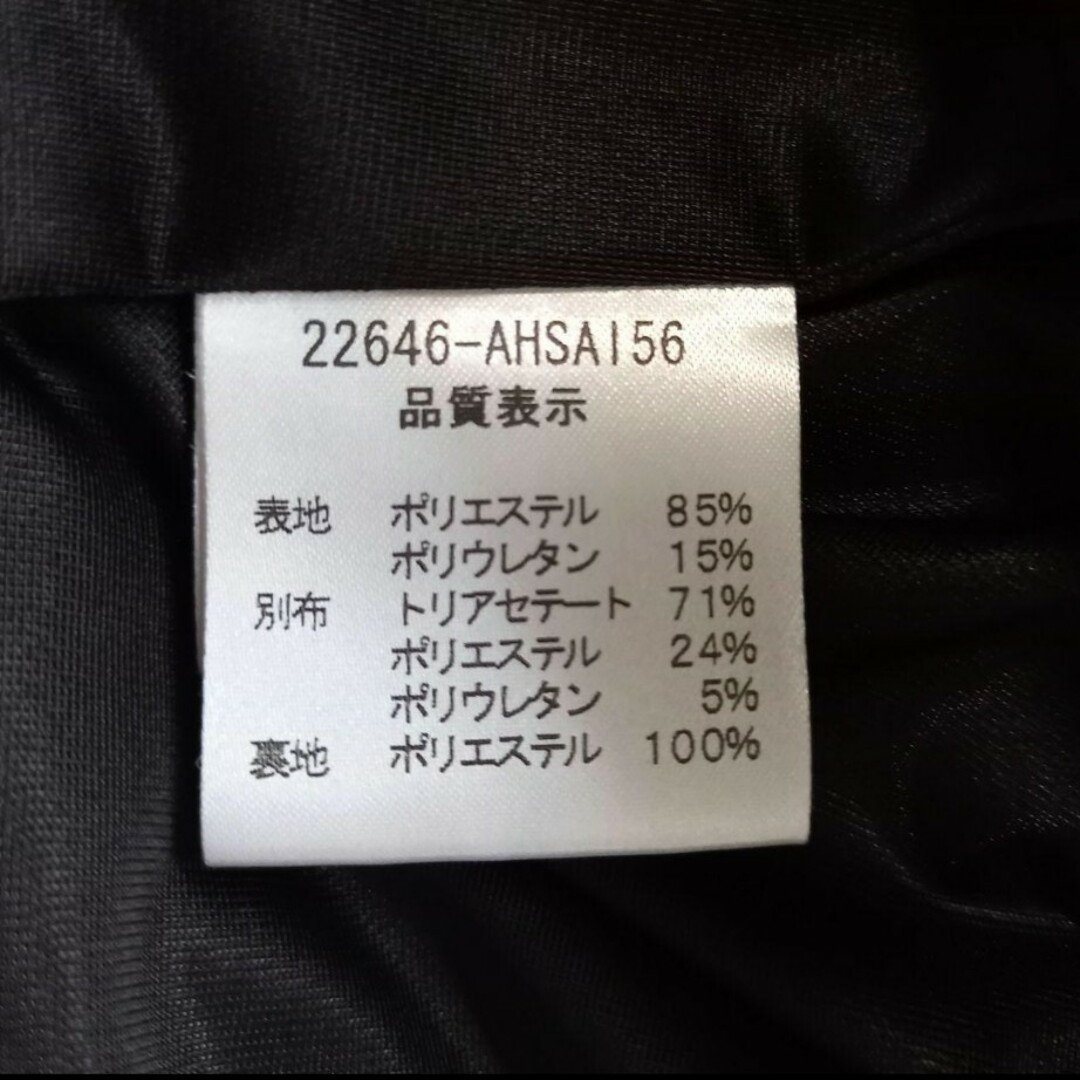 22646-AHSA156
品質表示
表地 ポリエステル 85%
ポリウレタン 15%
別布 トリアセテート 71%
ポリエステル 24%
ポリウレタン 5%
裏地 ポリエステル 100%